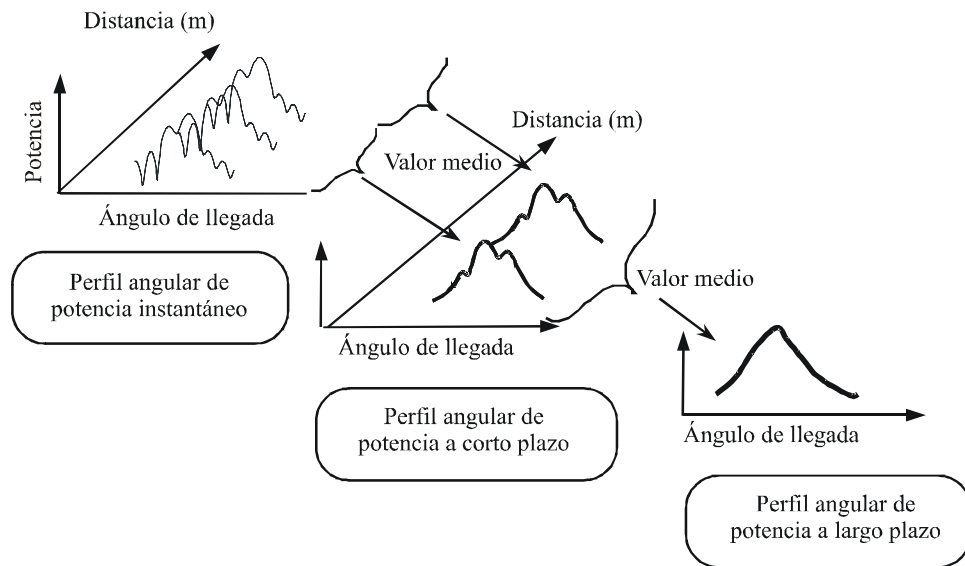 Distancia (m)
Potencia
Ángulo de llegada
Perfil angular de
potencia instantáneo
Distancia (m)
Valor medio
Ángulo de llegada
Perfil angular de
potencia a corto plazo
Valor medio
Ángulo de llegada
Perfil angular de
potencia a largo plazo